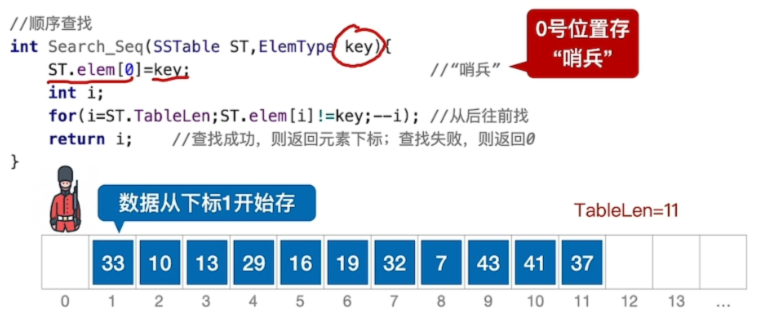 //顺序查找
int Search_Seq(SSTable ST,ElemType key){
ST.elem[0]=key; //“哨兵”
int i;
for(i=ST.TableLen;ST.elem[i]!=key;--i); //从后往前找
return i; //查找成功，则返回元素下标；查找失败，则返回0
}
0号位置存
“哨兵”
数据从下标1开始存
TableLen=11
33 10 13 29 16 19 32 7 43 41 37
0 1 2 3 4 5 6 7 8 9 10 11 12 13 ...